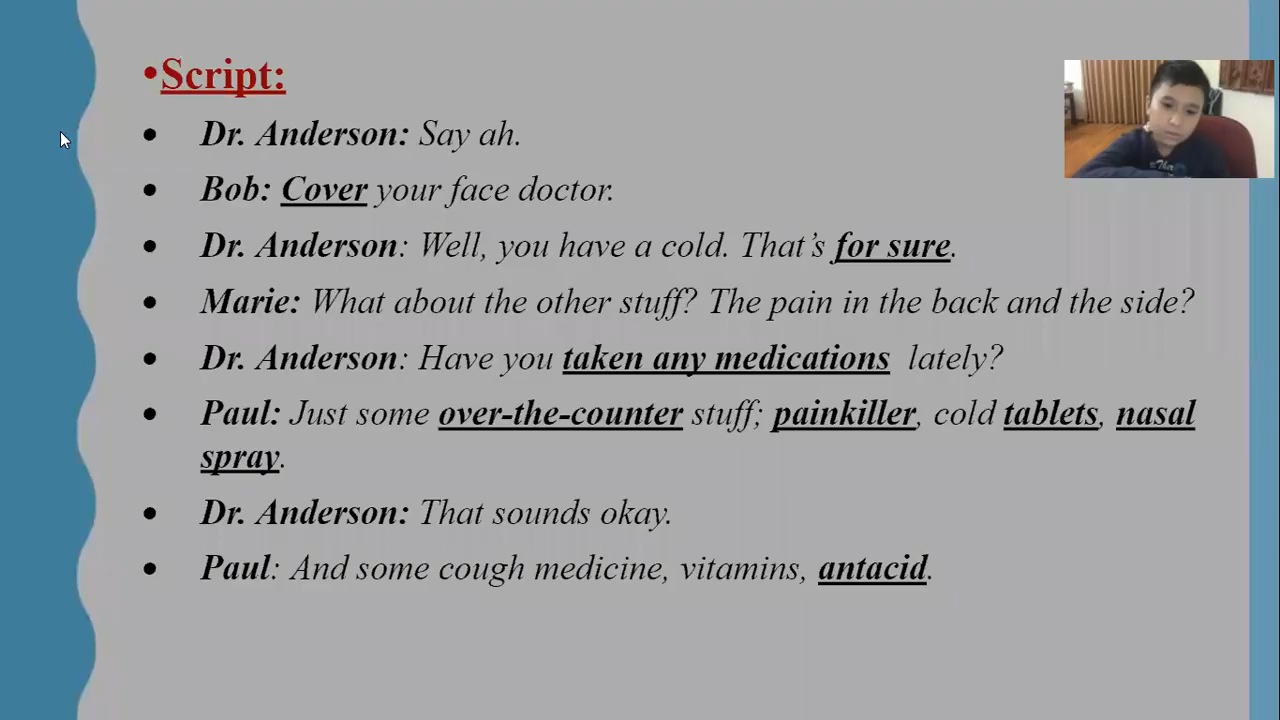 •Script:
• Dr. Anderson: Say ah.
• Bob: Cover your face doctor.
• Dr. Anderson: Well, you have a cold. That’s for sure.
• Marie: What about the other stuff? The pain in the back and the side?
• Dr. Anderson: Have you taken any medications lately?
• Paul: Just some over-the-counter stuff; painkiller, cold tablets, nasal
spray.
• Dr. Anderson: That sounds okay.
• Paul: And some cough medicine, vitamins, antacid.